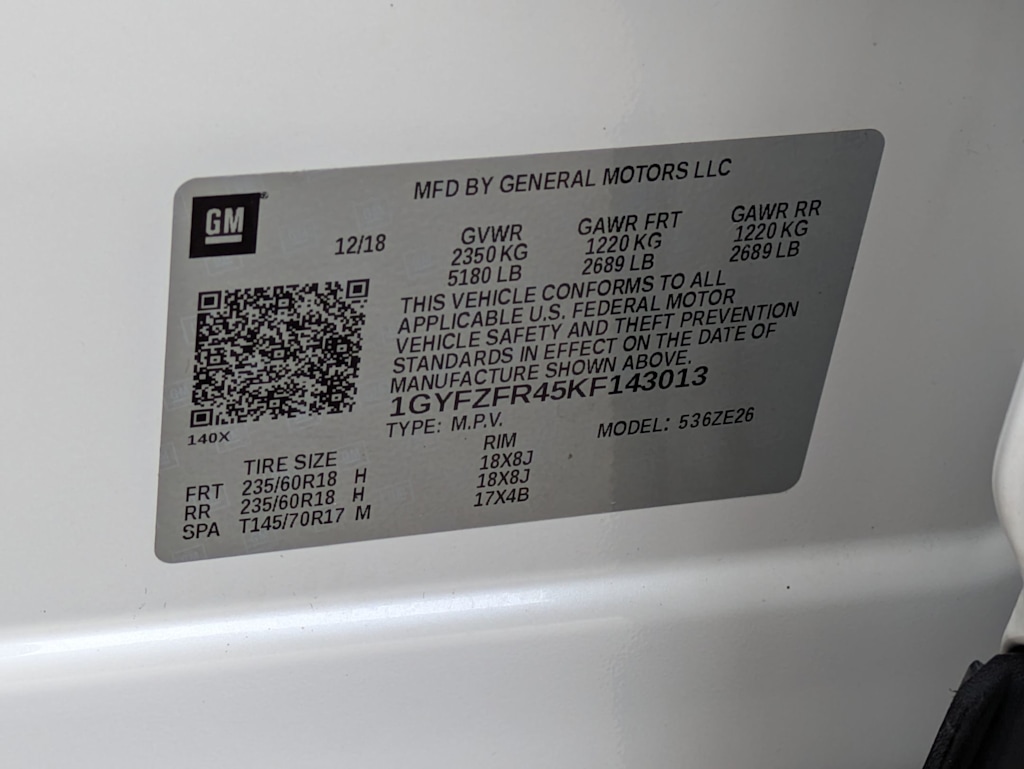 MFD BY GENERAL MOTORS LLC
GM
12/18
GVWR
2350 KG
5180 LB
GAWR FRT
1220 KG
2689 LB
GAWR RR
1220 KG
2689 LB
THIS VEHICLE CONFORMS TO ALL
APPLICABLE U.S. FEDERAL MOTOR
VEHICLE SAFETY AND THEFT PREVENTION
STANDARDS IN EFFECT ON THE DATE OF
MANUFACTURE SHOWN ABOVE.
1GYFZFR45KF143013
140X
TYPE: M.P.V.
MODEL: 536ZE26
TIRE SIZE RIM
FRT 235/60R18 H 18X8J
RR 235/60R18 H 18X8J
SPA T145/70R17 M 17X4B